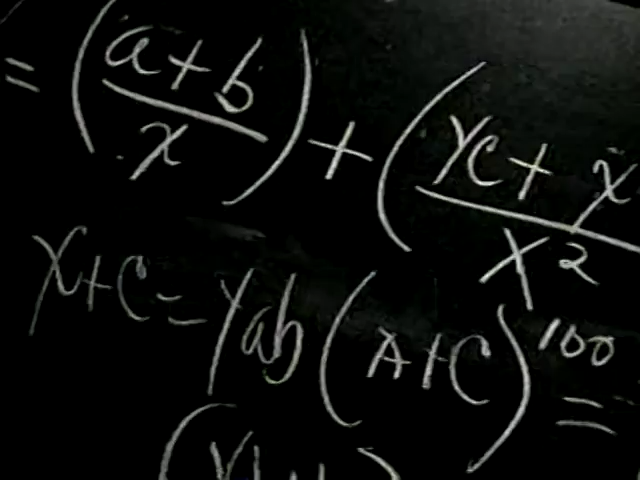 = (a+b/x) + (yc+x/x²
x+c=yab(A+C)^100 =